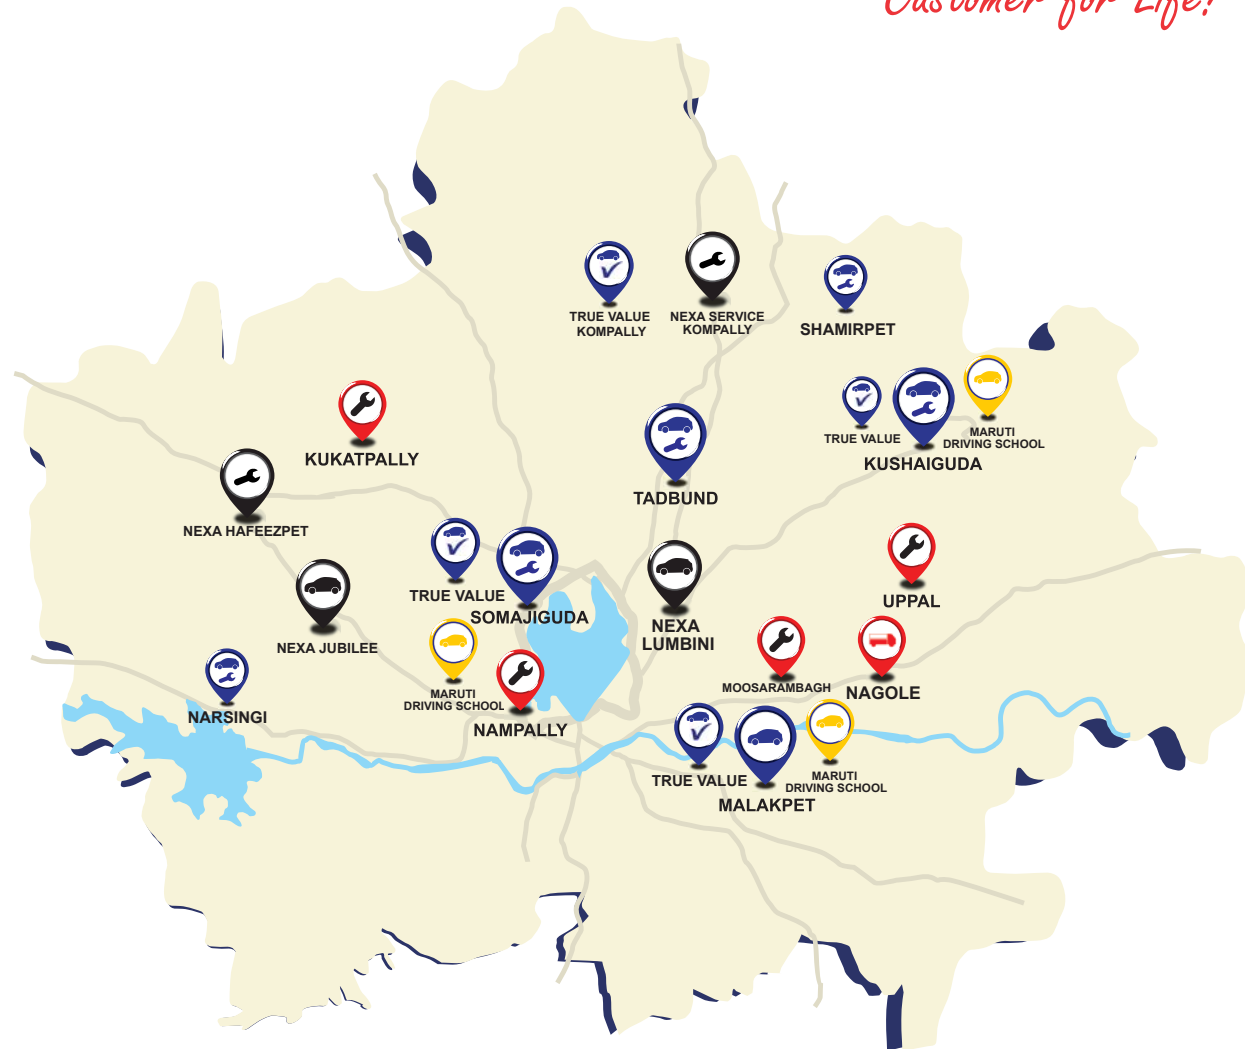 Customer for Life!
TRUE VALUE
KOMPALLY
NEXA SERVICE
KOMPALLY
SHAMIRPET
KUKATPALLY
TRUE VALUE
MARUTI
DRIVING SCHOOL
KUSHAIGUDA
TADBUND
NEXA HAFEEZPET
TRUE VALUE
SOMAJIGUDA
UPPAL
NEXA
LUMBINI
NEXA JUBILEE
MARUTI
DRIVING SCHOOL
MOOSARAMBAGH
NAGOLE
NARSINGI
NAMPALLY
TRUE VALUE
MARUTI
DRIVING SCHOOL
MALAKPET